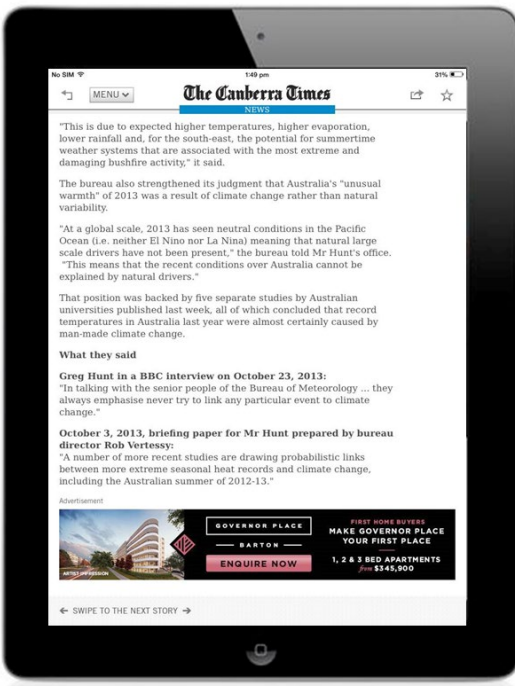 No SIM 1:49 pm 31%
MENU The Canberra Times
NEWS
"This is due to expected higher temperatures, higher evaporation,
lower rainfall and, for the south-east, the potential for summertime
weather systems that are associated with the most extreme and
damaging bushfire activity," it said.
The bureau also strengthened its judgment that Australia's "unusual
warmth" of 2013 was a result of climate change rather than natural
variability.
"At a global scale, 2013 has seen neutral conditions in the Pacific
Ocean (i.e. neither El Nino nor La Nina) meaning that natural large
scale drivers have not been present," the bureau told Mr Hunt's office.
"This means that the recent conditions over Australia cannot be
explained by natural drivers."
That position was backed by five separate studies by Australian
universities published last week, all of which concluded that record
temperatures in Australia last year were almost certainly caused by
man-made climate change.
What they said
Greg Hunt in a BBC interview on October 23, 2013:
"In talking with the senior people of the Bureau of Meteorology ... they
always emphasise never try to link any particular event to climate
change."
October 3, 2013, briefing paper for Mr Hunt prepared by bureau
director Rob Vertessy:
"A number of more recent studies are drawing probabilistic links
between more extreme seasonal heat records and climate change,
including the Australian summer of 2012-13."
Advertisement
ARTIST IMPRESSION
GOVERNOR PLACE
BARTON
ENQUIRE NOW
FIRST HOME BUYERS
MAKE GOVERNOR PLACE
YOUR FIRST PLACE
1, 2 & 3 BED APARTMENTS
from $345,900
← SWIPE TO THE NEXT STORY →